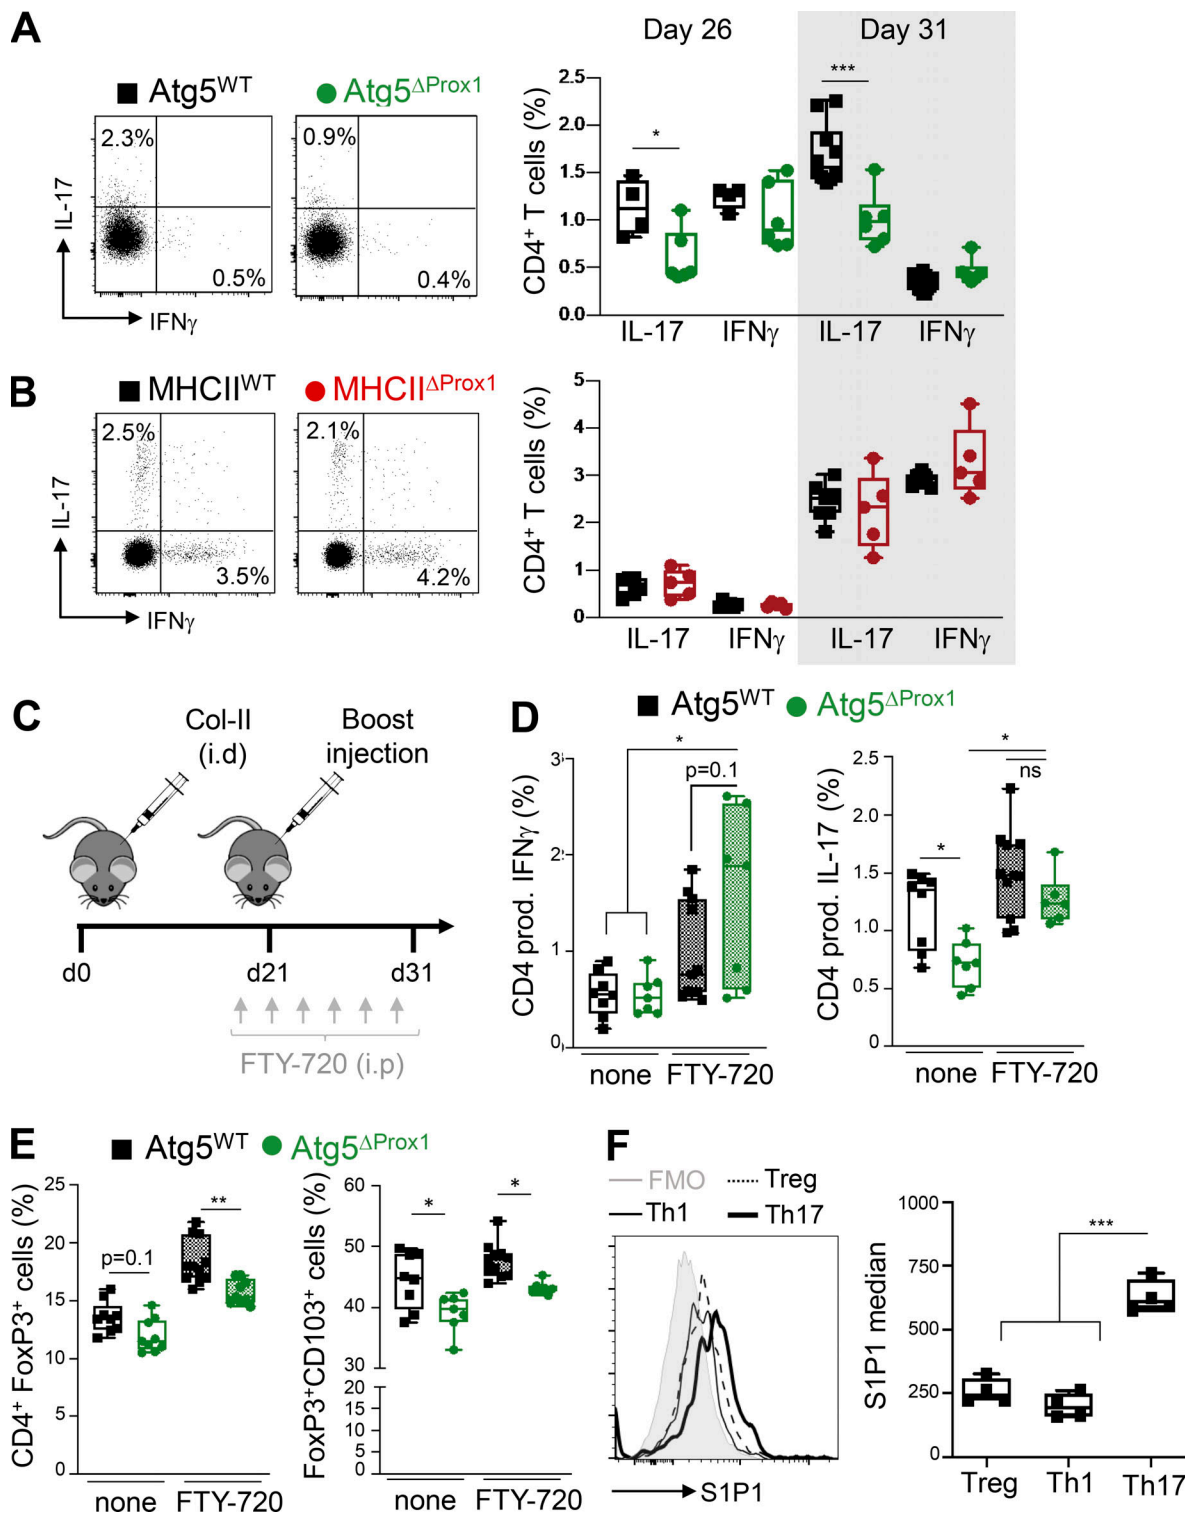 A
Day 26
Day 31
Atg5WT
Atg5ΔProx1
2.3%
0.5%
0.9%
0.4%
IL-17
IFNγ
CD4+ T cells (%)
2.5
2.0
1.5
1.0
0.5
0.0
*
***
IL-17
IFNγ
IL-17
IFNγ
B
MHCIIWT
MHCIIΔProx1
2.5%
3.5%
2.1%
4.2%
IL-17
IFNγ
CD4+ T cells (%)
5
4
3
2
1
0
IL-17
IFNγ
IL-17
IFNγ
C
Col-II
(i.d)
Boost
injection
d0
d21
d31
FTY-720 (i.p)
D
Atg5WT
Atg5ΔProx1
CD4 prod. IFNγ (%)
3
2
1
0
*
p=0.1
none
FTY-720
CD4 prod. IL-17 (%)
2.5
2.0
1.5
1.0
0.5
0.0
*
*
ns
none
FTY-720
E
Atg5WT
Atg5ΔProx1
CD4+ FoxP3+ cells (%)
25
20
15
10
5
0
p=0.1
**
none
FTY-720
FoxP3+CD103+ cells (%)
60
50
40
30
20
15
10
5
0
*
*
none
FTY-720
F
FMO
Treg
Th1
Th17
S1P1
S1P1 median
1000
750
500
250
0
***
Treg
Th1
Th17